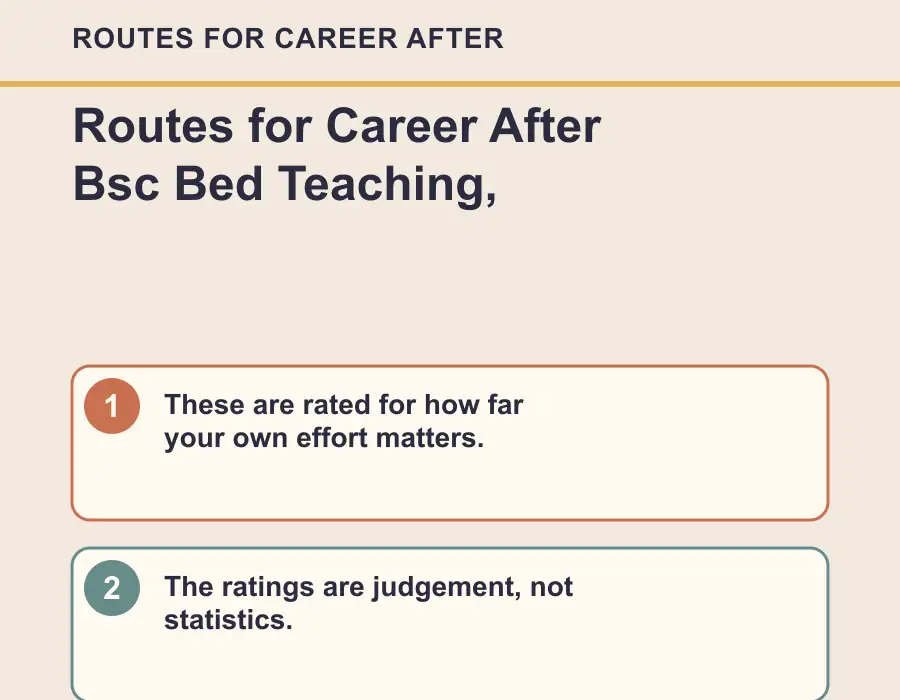 ROUTES FOR CAREER AFTER
Routes for Career After
Bsc Bed Teaching,
1
These are rated for how far
your own effort matters.
2
The ratings are judgement, not
statistics.